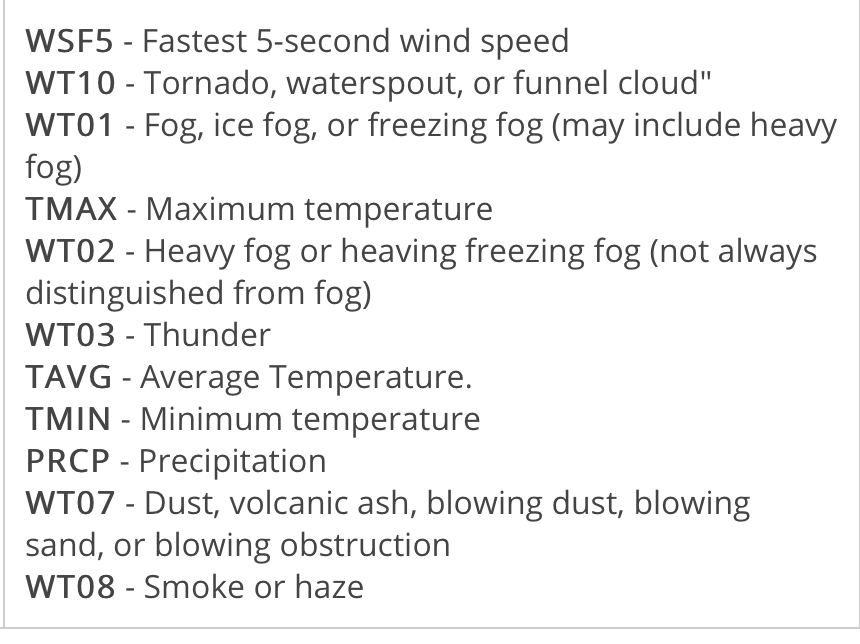 WSF5 - Fastest 5-second wind speed
WT10 - Tornado, waterspout, or funnel cloud"
WT01 - Fog, ice fog, or freezing fog (may include heavy
fog)
TMAX - Maximum temperature
WT02 - Heavy fog or heaving freezing fog (not always
distinguished from fog)
WT03 - Thunder
TAVG - Average Temperature.
TMIN - Minimum temperature
PRCP - Precipitation
WT07 - Dust, volcanic ash, blowing dust, blowing
sand, or blowing obstruction
WT08 - Smoke or haze